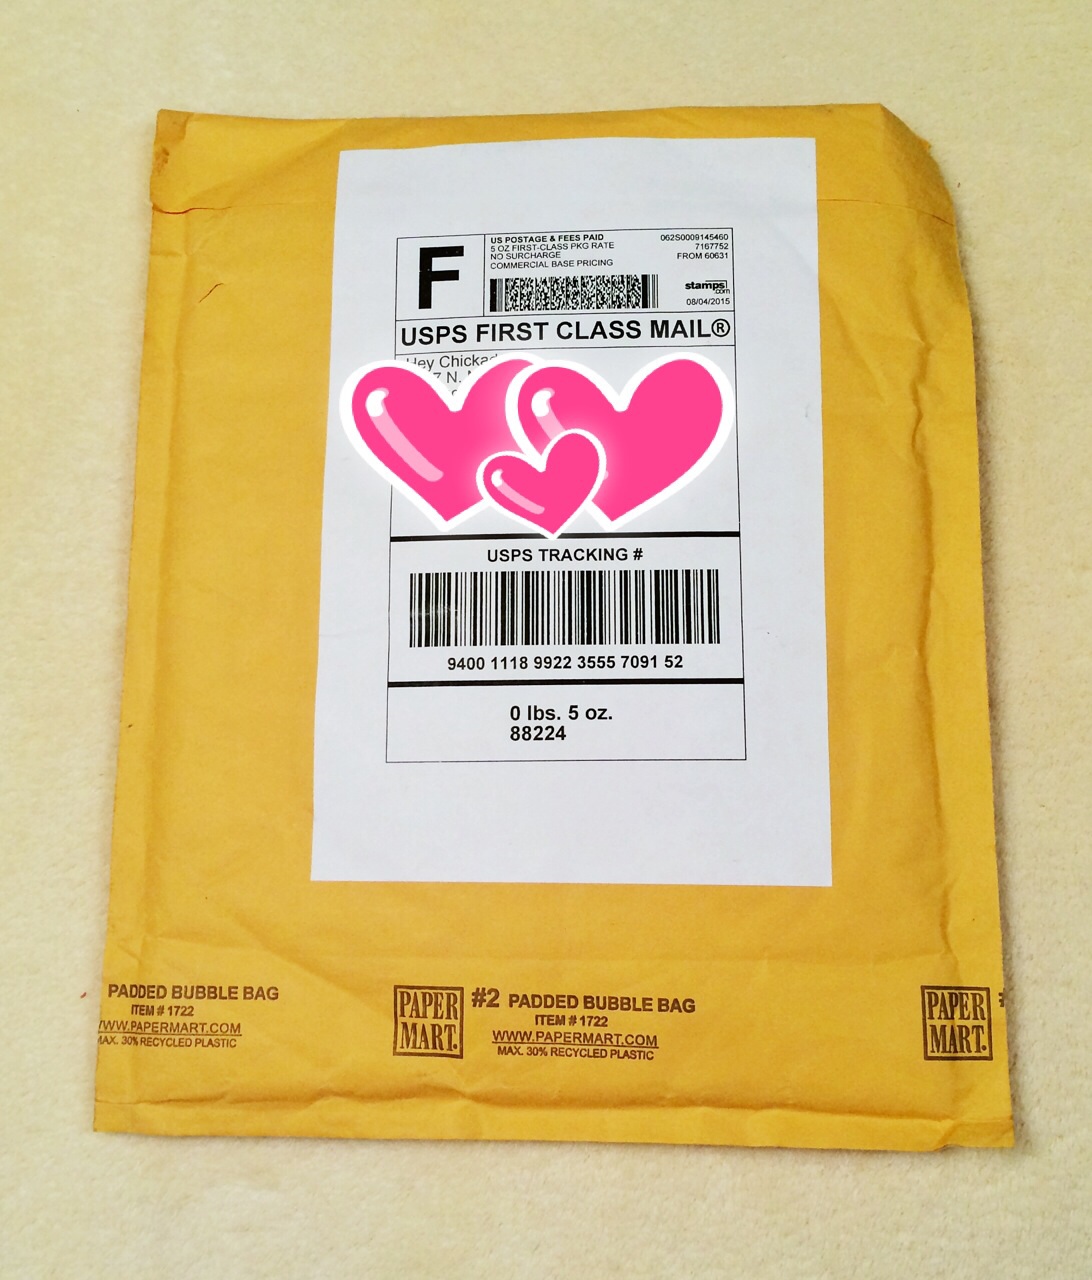 F
US POSTAGE & FEES PAID
5 OZ FIRST-CLASS PKG RATE
NO SURCHARGE
COMMERCIAL BASE PRICING
062S0009145460
7167752
FROM 60631
stamps
.com
08/04/2015
USPS FIRST CLASS MAIL®
Hey
7 N.
USPS TRACKING #
9400 1118 9922 3555 7091 52
0 lbs. 5 oz.
88224
PADDED BUBBLE BAG
ITEM # 1722
WWW.PAPERMART.COM
MAX. 30% RECYCLED PLASTIC
PAPER
MART.
#2 PADDED BUBBLE BAG
ITEM # 1722
WWW.PAPERMART.COM
MAX. 30% RECYCLED PLASTIC
PAPER
MART.
#